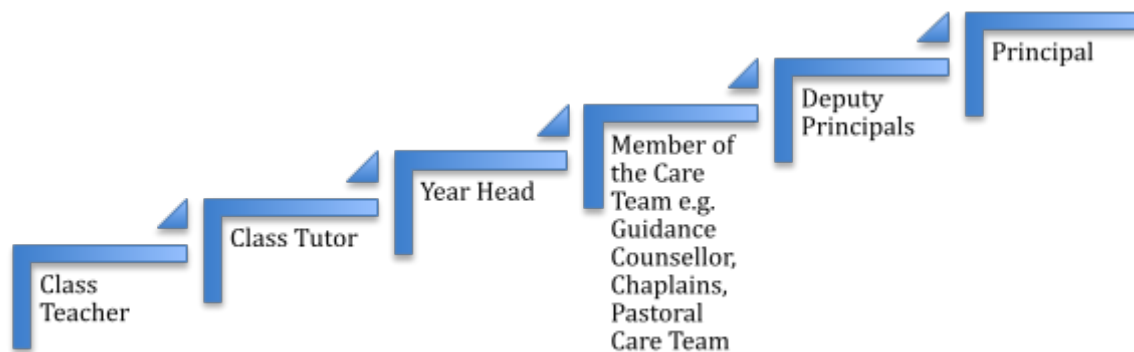 Class
Teacher
Class Tutor
Year Head
Member of
the Care
Team e.g.
Guidance
Counsellor,
Chaplains,
Pastoral
Care Team
Deputy
Principals
Principal